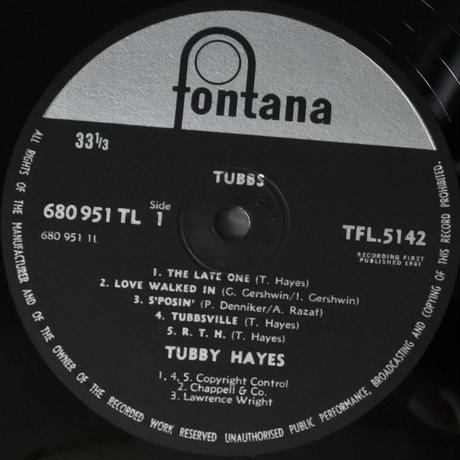 fontana
33⅓
TUBBS
680 951 TL
Side
1
TFL.5142
680 951 1L
RECORDING FIRST
PUBLISHED 1961
1. THE LATE ONE (T. Hayes)
2. LOVE WALKED IN (G. Gershwin/I. Gershwin)
3. S'POSIN' (P. Denniker/A. Razaf)
4. TUBBSVILLE (T. Hayes)
5. R. T. H. (T. Hayes)
TUBBY HAYES
1, 4, 5. Copyright Control
2. Chappell & Co.
3. Lawrence Wright
ALL RIGHTS OF THE MANUFACTURER AND OF THE OWNER OF THE RECORDED WORK RESERVED UNAUTHORISED PUBLIC PERFORMANCE, BROADCASTING AND COPYING OF THIS RECORD PROHIBITED.